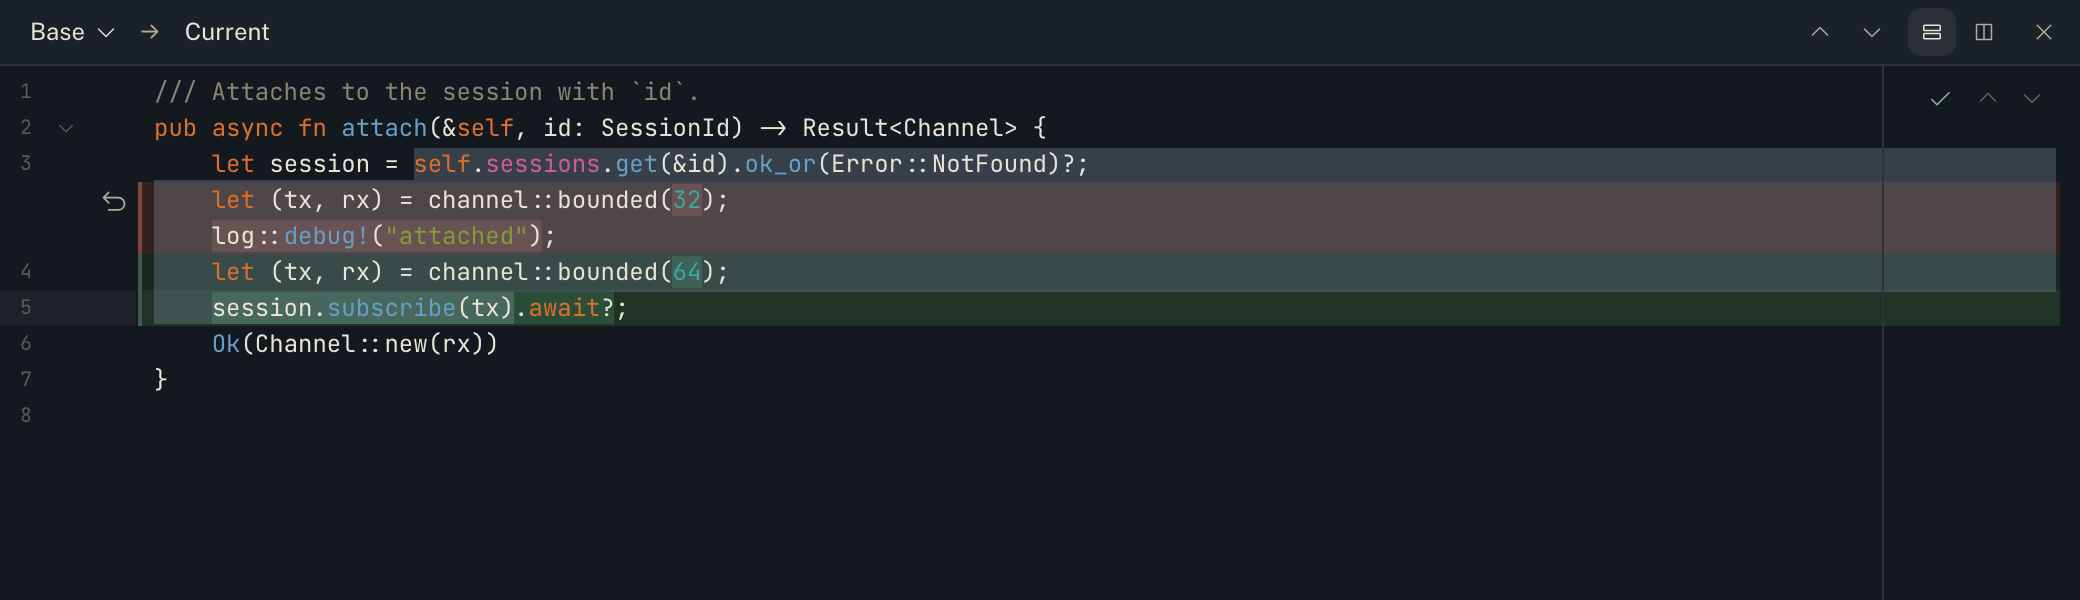 Base → Current
1 /// Attaches to the session with `id`.
2 pub async fn attach(&self, id: SessionId) -> Result<Channel> {
3     let session = self.sessions.get(&id).ok_or(Error::NotFound)?;
    let (tx, rx) = channel::bounded(32);
    log::debug!("attached");
4     let (tx, rx) = channel::bounded(64);
5     session.subscribe(tx).await?;
6     Ok(Channel::new(rx))
7 }
8